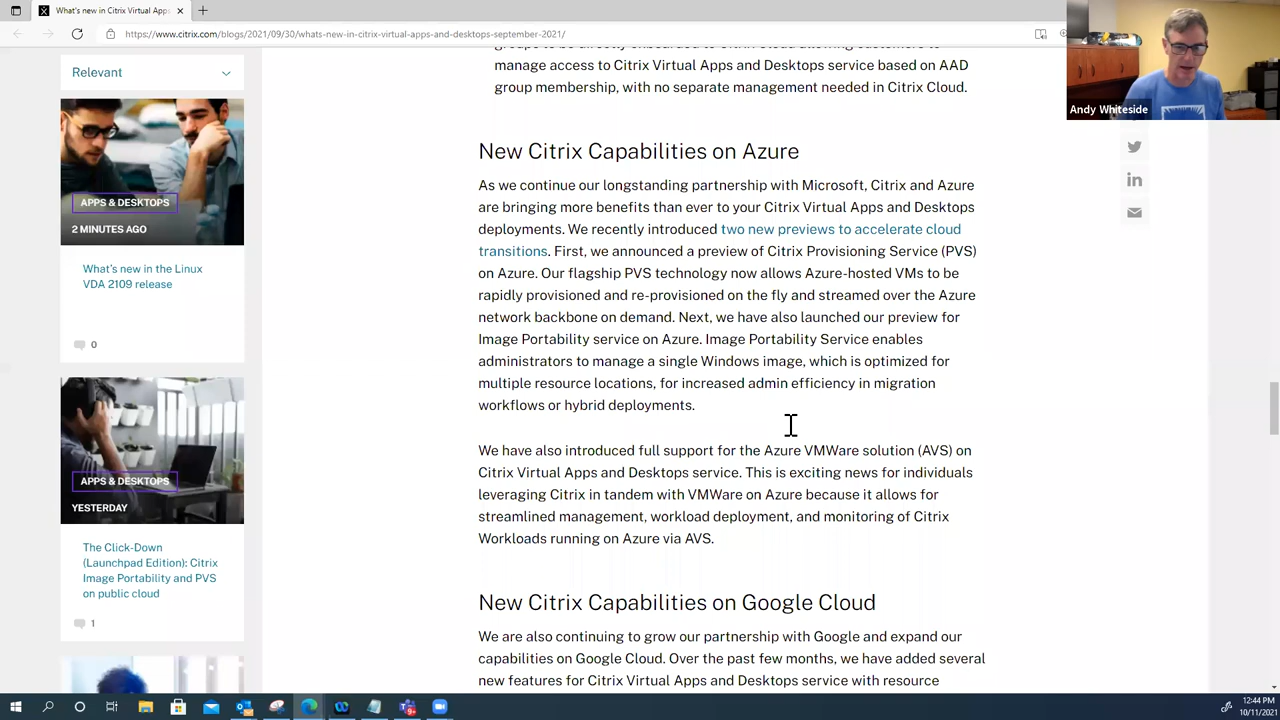 What's new in Citrix Virtual Apps
https://www.citrix.com/blogs/2021/09/30/whats-new-in-citrix-virtual-apps-and-desktops-september-2021/
Andy Whiteside
Relevant
APPS & DESKTOPS
2 MINUTES AGO
What's new in the Linux
VDA 2109 release
0
APPS & DESKTOPS
YESTERDAY
The Click-Down
(Launchpad Edition): Citrix
Image Portability and PVS
on public cloud
1
groups to be directly onboarded to Citrix Cloud allowing customers to
manage access to Citrix Virtual Apps and Desktops service based on AAD
group membership, with no separate management needed in Citrix Cloud.
New Citrix Capabilities on Azure
As we continue our longstanding partnership with Microsoft, Citrix and Azure
are bringing more benefits than ever to your Citrix Virtual Apps and Desktops
deployments. We recently introduced two new previews to accelerate cloud
transitions. First, we announced a preview of Citrix Provisioning Service (PVS)
on Azure. Our flagship PVS technology now allows Azure-hosted VMs to be
rapidly provisioned and re-provisioned on the fly and streamed over the Azure
network backbone on demand. Next, we have also launched our preview for
Image Portability service on Azure. Image Portability Service enables
administrators to manage a single Windows image, which is optimized for
multiple resource locations, for increased admin efficiency in migration
workflows or hybrid deployments.
We have also introduced full support for the Azure VMWare solution (AVS) on
Citrix Virtual Apps and Desktops service. This is exciting news for individuals
leveraging Citrix in tandem with VMWare on Azure because it allows for
streamlined management, workload deployment, and monitoring of Citrix
Workloads running on Azure via AVS.
New Citrix Capabilities on Google Cloud
We are also continuing to grow our partnership with Google and expand our
capabilities on Google Cloud. Over the past few months, we have added several
new features for Citrix Virtual Apps and Desktops service with resource
12:44 PM
10/11/2021